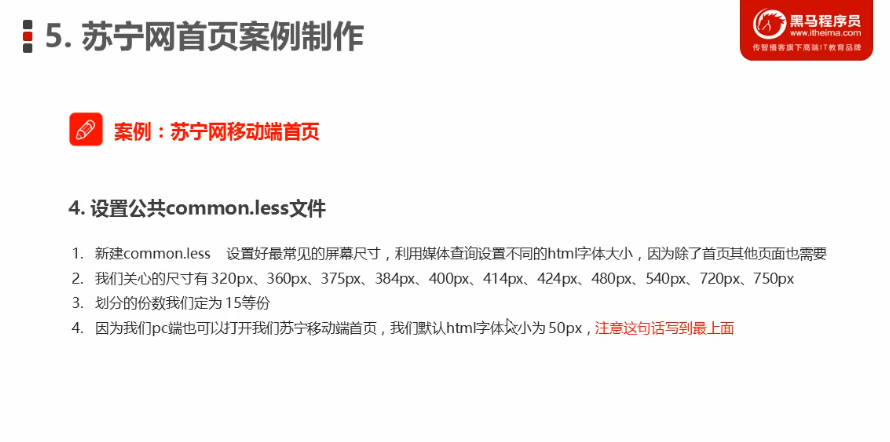 5. 苏宁网首页案例制作
黑马程序员
www.itheima.com
传智播客旗下高端IT教育品牌
案例：苏宁网移动端首页
4. 设置公共common.less文件
1. 新建common.less 设置好最常见的屏幕尺寸，利用媒体查询设置不同的html字体大小，因为除了首页其他页面也需要
2. 我们关心的尺寸有 320px、360px、375px、384px、400px、414px、424px、480px、540px、720px、750px
3. 划分的份数我们定为 15等份
4. 因为我们pc端也可以打开我们苏宁移动端首页，我们默认html字体大小为 50px，注意这句话写到最上面